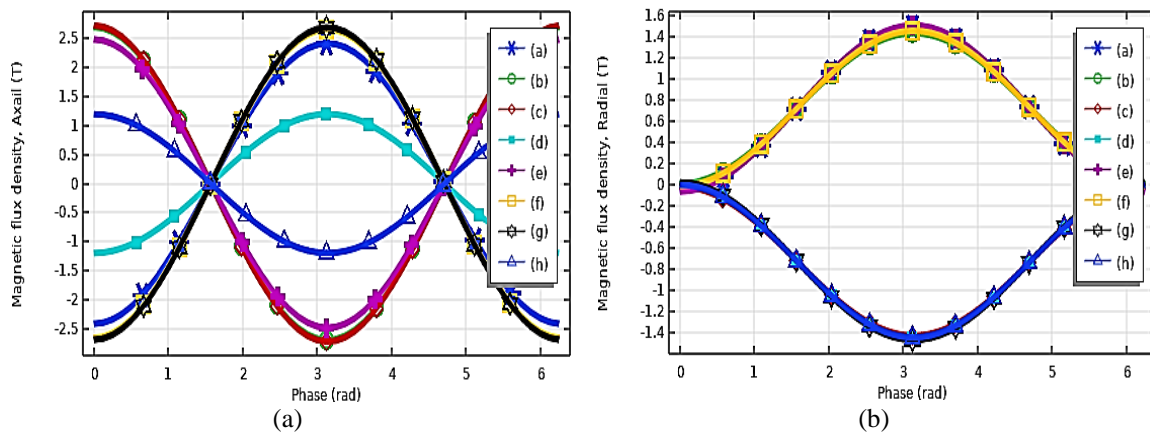 Magnetic flux density, Axail (T)
2.5
2
1.5
1
0.5
0
-0.5
-1
-1.5
-2
-2.5
0 1 2 3 4 5 6
Phase (rad)
(a)
(b)
(c)
(d)
(e)
(f)
(g)
(h)
(a)
Magnetic flux density, Radial (T)
1.6
1.4
1.2
1
0.8
0.6
0.4
0.2
0
-0.2
-0.4
-0.6
-0.8
-1
-1.2
-1.4
0 1 2 3 4 5 6
Phase (rad)
(a)
(b)
(c)
(d)
(e)
(f)
(g)
(h)
(b)